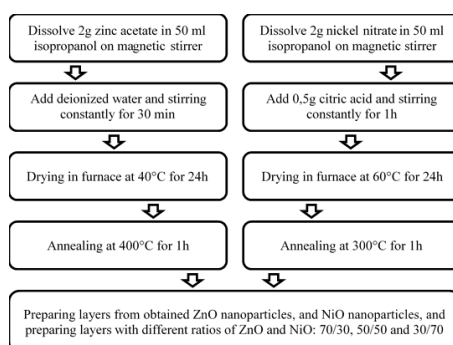 Dissolve 2g zinc acetate in 50 ml
isopropanol on magnetic stirrer
Add deionized water and stirring
constantly for 30 min
Drying in furnace at 40°C for 24h
Annealing at 400°C for 1h
Dissolve 2g nickel nitrate in 50 ml
isopropanol on magnetic stirrer
Add 0,5g citric acid and stirring
constantly for 1h
Drying in furnace at 60°C for 24h
Annealing at 300°C for 1h
Preparing layers from obtained ZnO nanoparticles, and NiO nanoparticles, and
preparing layers with different ratios of ZnO and NiO: 70/30, 50/50 and 30/70